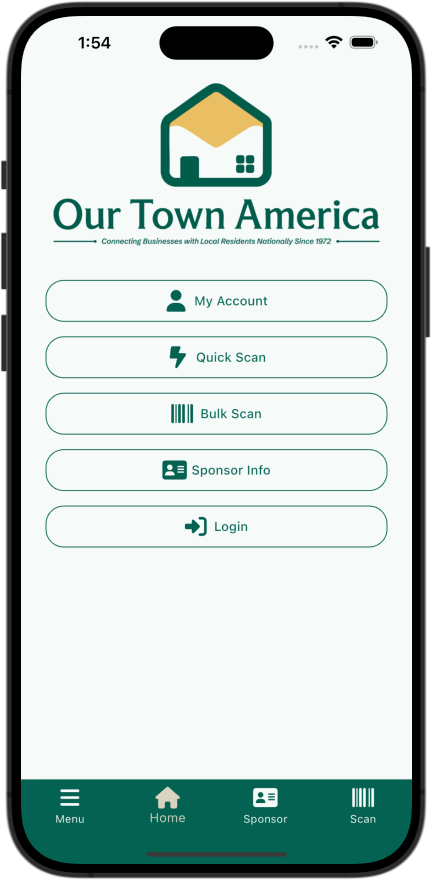 1:54
Our Town America
Connecting Businesses with Local Residents Nationally Since 1972
My Account
Quick Scan
Bulk Scan
Sponsor Info
Login
Menu
Home
Sponsor
Scan